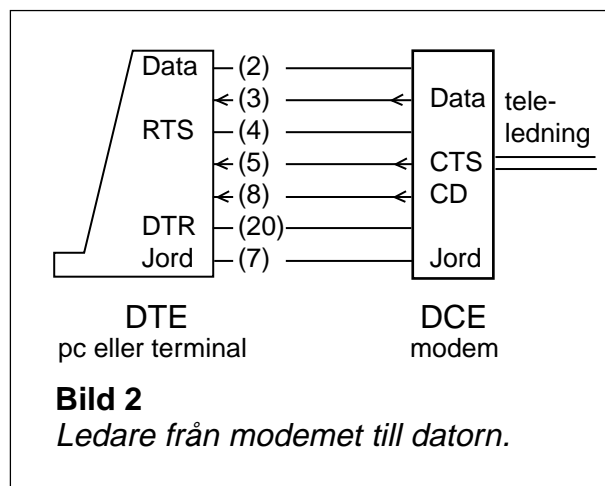 Data (2)
(3) Data
RTS (4)
(5) CTS
(8) CD
DTR (20)
Jord (7) Jord
tele-
ledning
DTE
pc eller terminal
DCE
modem
Bild 2
Ledare från modemet till datorn.